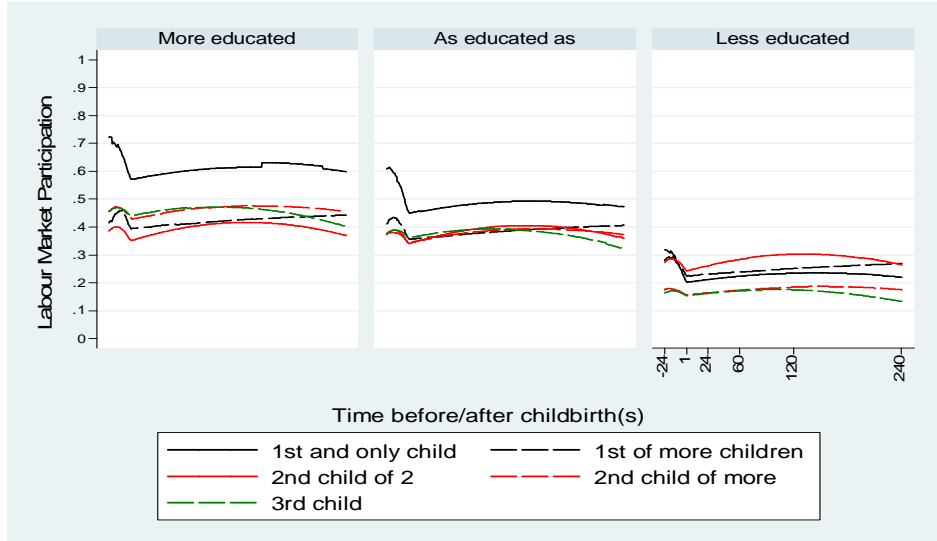 More educated
As educated as
Less educated
Labour Market Participation
1
.9
.8
.7
.6
.5
.4
.3
.2
.1
0
-24
1
24
60
120
240
Time before/after childbirth(s)
1st and only child
1st of more children
2nd child of 2
2nd child of more
3rd child